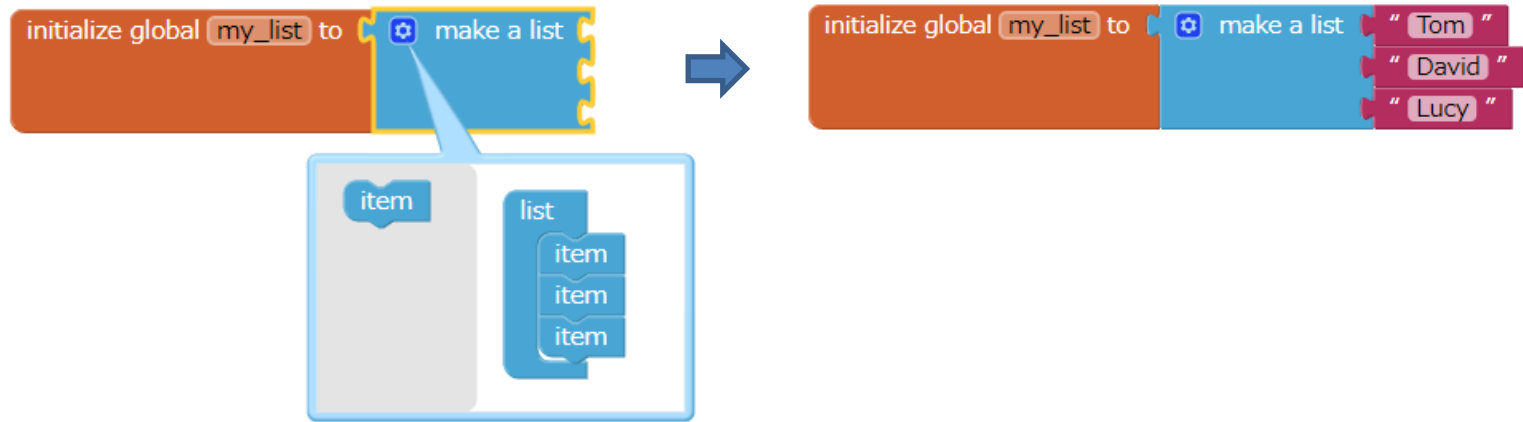 initialize global my_list to make a list
item
list
item
item
item
initialize global my_list to make a list " Tom "
" David "
" Lucy "